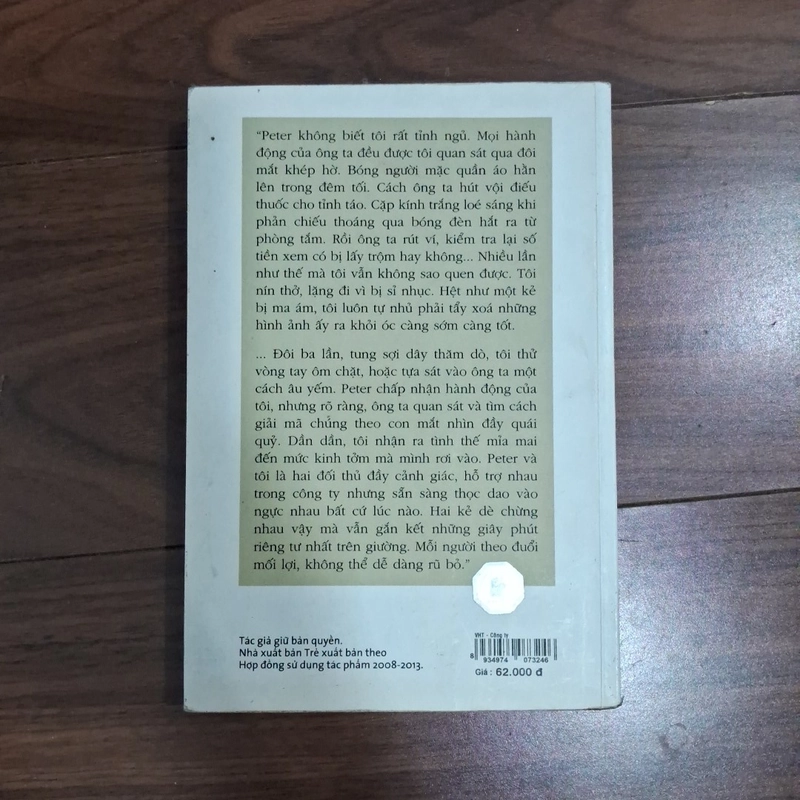 “Peter không biết tôi rất tỉnh ngủ. Mọi hành
động của ông ta đều được tôi quan sát qua đôi
mắt khép hờ. Bóng người mặc quần áo hằn
lên trong đêm tối. Cách ông ta hút vội điếu
thuốc cho tỉnh táo. Cặp kính trắng loé sáng khi
phản chiếu thoáng qua bóng đèn hắt ra từ
phòng tắm. Rồi ông ta rút ví, kiểm tra lại số
tiền xem có bị lấy trộm hay không... Nhiều lần
như thế mà tôi vẫn không sao quen được. Tôi
nín thở, lặng đi vì bị sỉ nhục. Hệt như một kẻ
bị ma ám, tôi luôn tự nhủ phải tẩy xoá những
hình ảnh ấy ra khỏi óc càng sớm càng tốt.
... Đôi ba lần, tung sợi dây thăm dò, tôi thử
vòng tay ôm chặt, hoặc tựa sát vào ông ta một
cách âu yếm. Peter chấp nhận hành động của
tôi, nhưng rõ ràng, ông ta quan sát và tìm cách
giải mã chúng theo con mắt nhìn đầy quái
quỷ. Dần dần, tôi nhận ra tình thế mỉa mai
đến mức kinh tởm mà mình rơi vào. Peter và
tôi là hai đối thủ đầy cảnh giác, hỗ trợ nhau
trong công ty nhưng sẵn sàng thọc dao vào
ngực nhau bất cứ lúc nào. Hai kẻ dè chừng
nhau vậy mà vẫn gắn kết những giây phút
riêng tư nhất trên giường. Mỗi người theo đuổi
mối lợi, không thể dễ dàng rũ bỏ.”
Tác giả giữ bản quyền.
Nhà xuất bản Trẻ xuất bản theo
Hợp đồng sử dụng tác phẩm 2008-2013.
VNT - Công ty
8 934974 073246
Giá : 62.000 đ